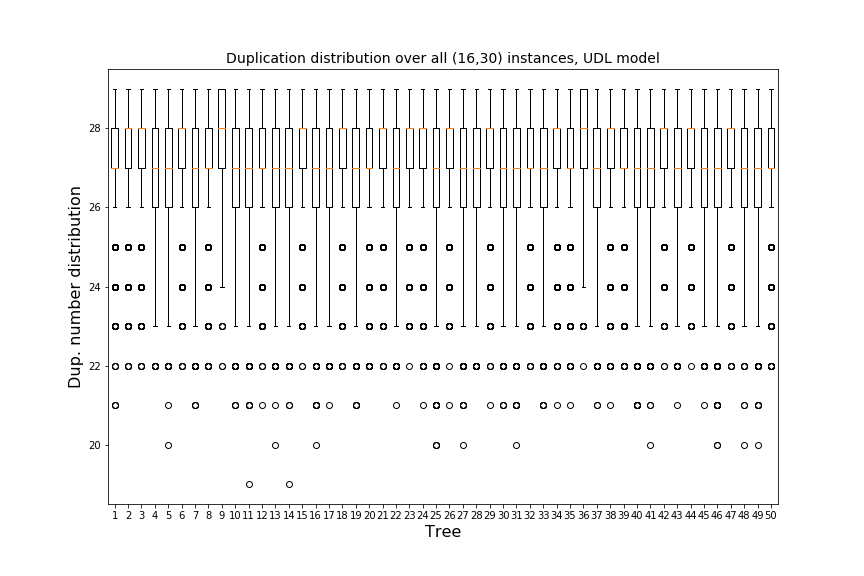 Duplication distribution over all (16,30) instances, UDL model
Dup. number distribution
28
26
24
22
20
1 2 3 4 5 6 7 8 9 10 11 12 13 14 15 16 17 18 19 20 21 22 23 24 25 26 27 28 29 30 31 32 33 34 35 36 37 38 39 40 41 42 43 44 45 46 47 48 49 50
Tree